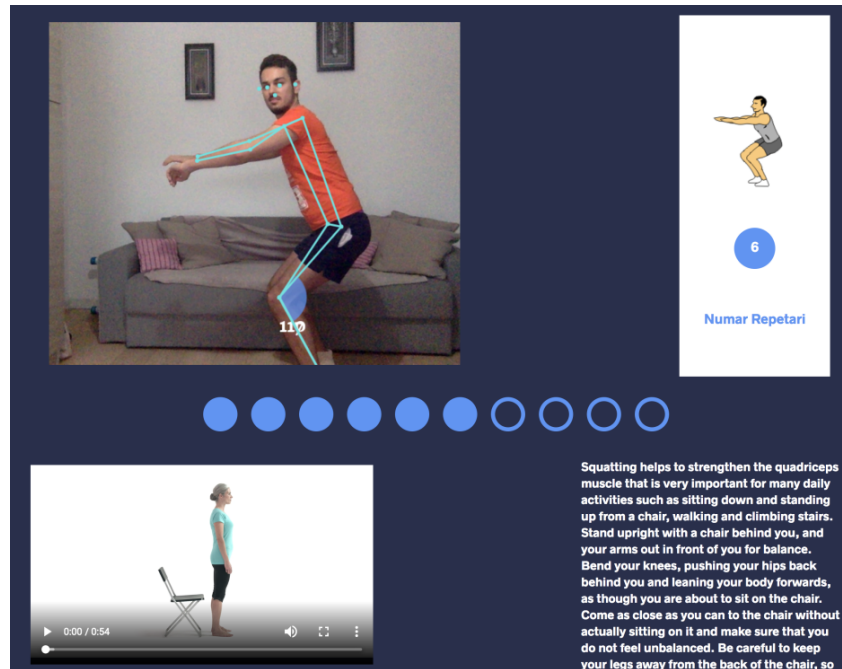 110
6
Numar Repetari
0:00 / 0:54
Squatting helps to strengthen the quadriceps
muscle that is very important for many daily
activities such as sitting down and standing
up from a chair, walking and climbing stairs.
Stand upright with a chair behind you, and
your arms out in front of you for balance.
Bend your knees, pushing your hips back
behind you and leaning your body forwards,
as though you are about to sit on the chair.
Come as close as you can to the chair without
actually sitting on it and make sure that you
do not feel unbalanced. Be careful to keep
your legs away from the back of the chair, so